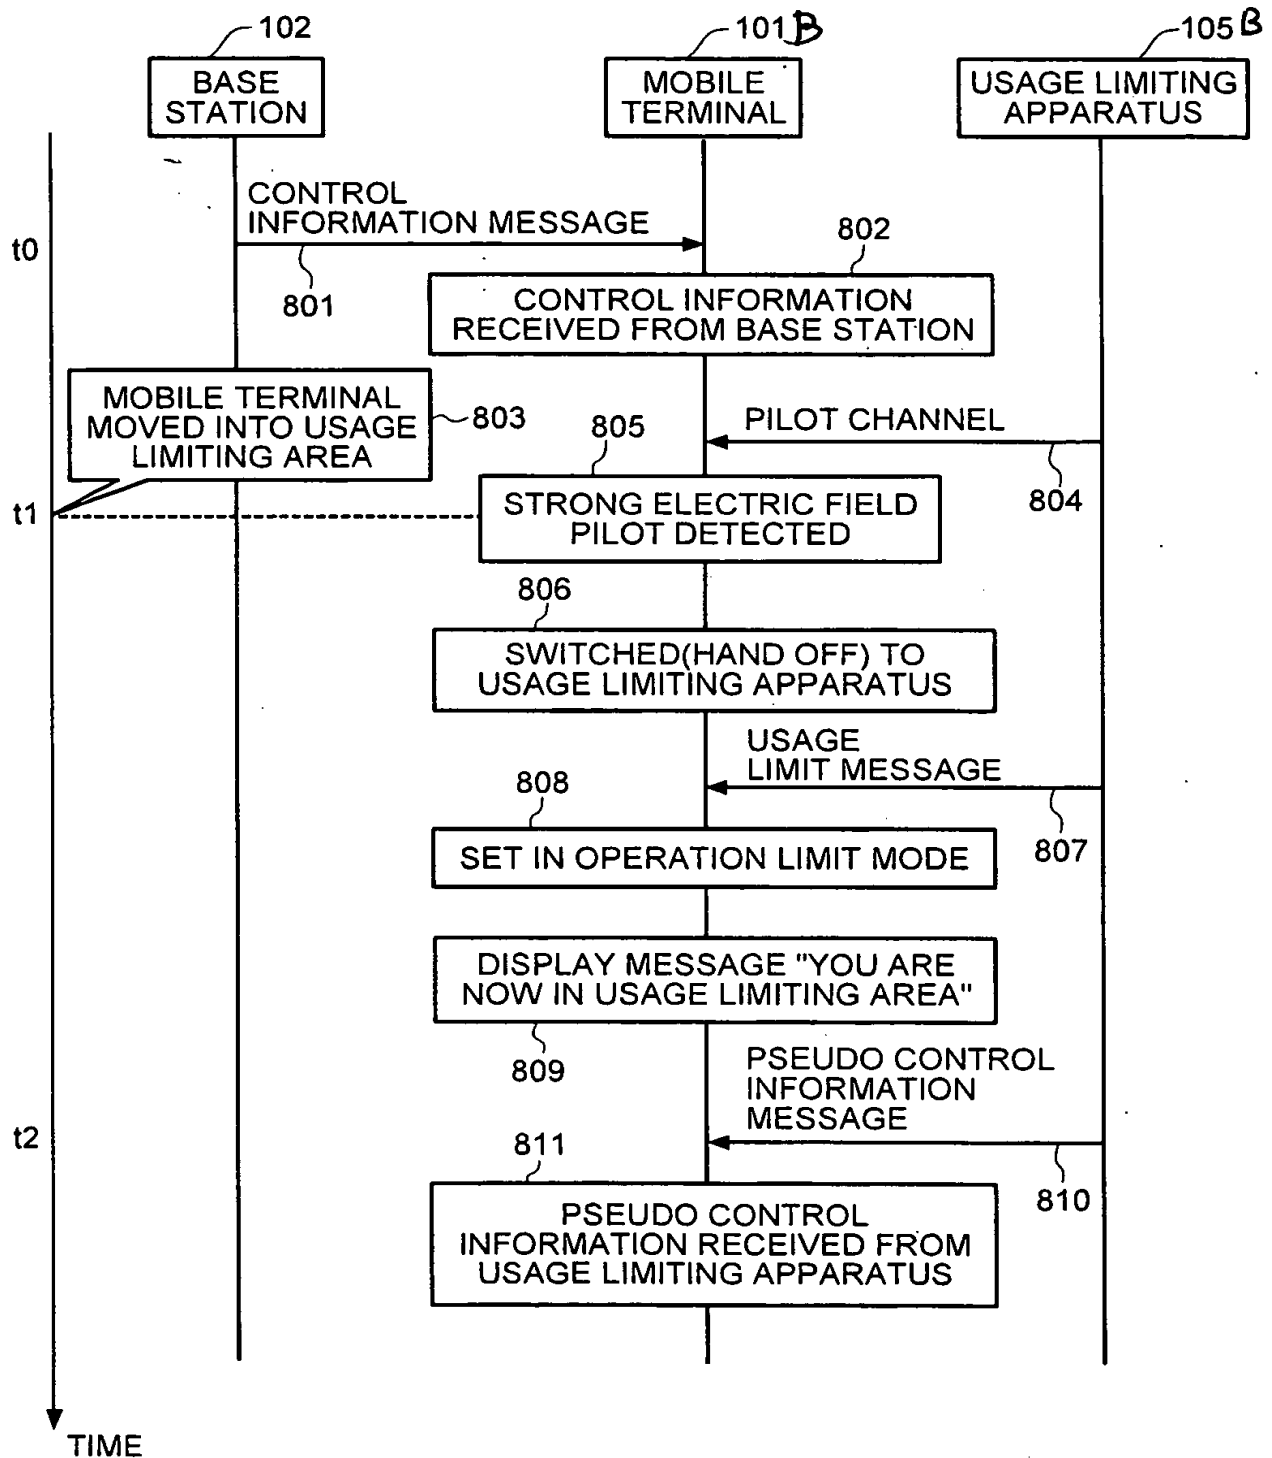 102
101B
105B
BASE
STATION
MOBILE
TERMINAL
USAGE LIMITING
APPARATUS
CONTROL
INFORMATION MESSAGE
t0
801
802
CONTROL INFORMATION
RECEIVED FROM BASE STATION
MOBILE TERMINAL
MOVED INTO USAGE
LIMITING AREA
803
PILOT CHANNEL
804
805
t1
STRONG ELECTRIC FIELD
PILOT DETECTED
806
SWITCHED(HAND OFF) TO
USAGE LIMITING APPARATUS
USAGE
LIMIT MESSAGE
807
808
SET IN OPERATION LIMIT MODE
DISPLAY MESSAGE "YOU ARE
NOW IN USAGE LIMITING AREA"
809
PSEUDO CONTROL
INFORMATION
MESSAGE
t2
810
811
PSEUDO CONTROL
INFORMATION RECEIVED FROM
USAGE LIMITING APPARATUS
TIME